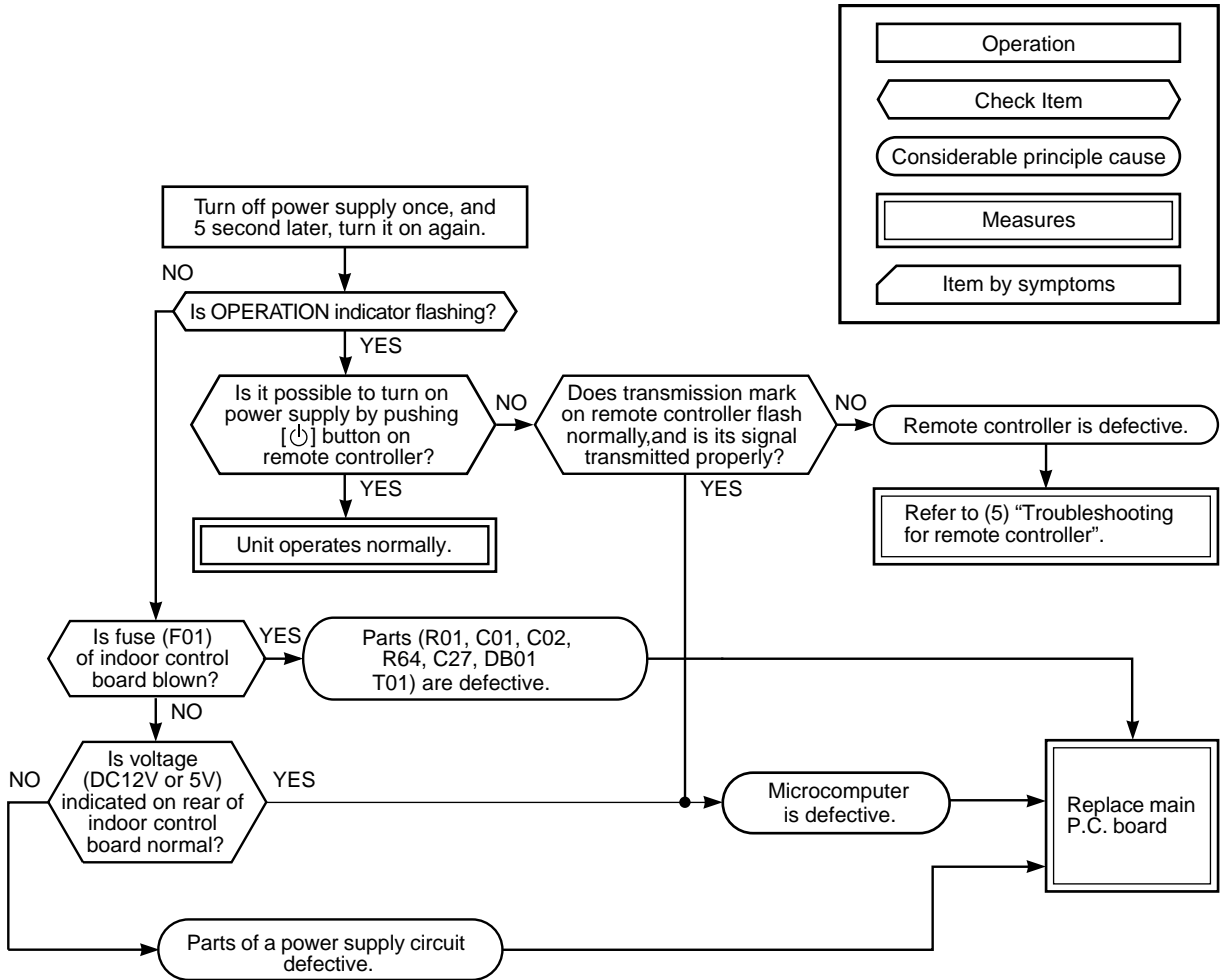 Operation
Check Item
Considerable principle cause
Measures
Item by symptoms
Turn off power supply once, and
5 second later, turn it on again.
NO
Is OPERATION indicator flashing?
YES
Is it possible to turn on
power supply by pushing
[⏻] button on
remote controller?
NO
Does transmission mark
on remote controller flash
normally,and is its signal
transmitted properly?
NO
Remote controller is defective.
YES
YES
Refer to (5) “Troubleshooting
for remote controller”.
Unit operates normally.
Is fuse (F01)
of indoor control
board blown?
YES
Parts (R01, C01, C02,
R64, C27, DB01
T01) are defective.
NO
Is voltage
(DC12V or 5V)
indicated on rear of
indoor control
board normal?
NO
YES
Microcomputer
is defective.
Replace main
P.C. board
Parts of a power supply circuit
defective.